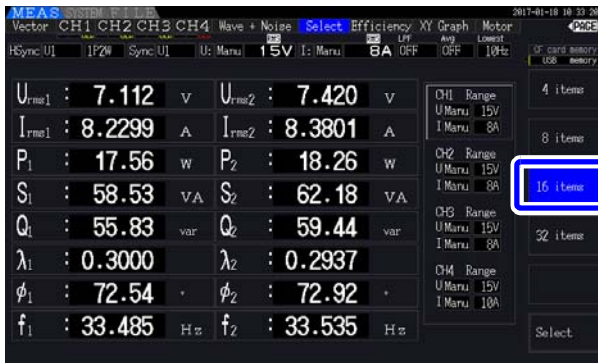 MEAS SYSTEM FILE 2017-01-18 10 33 20
Vector CH1 CH2 CH3 CH4 Wave + Noise Select Efficiency XY Graph Motor PAGE
RMS RMS LPF Avg Lowest
HSync U1 1P2W Sync U1 U: Manu 15V I: Manu 8A OFF OFF 10Hz
CF card memory
USB memory
Urms1 : 7.112 V Urms2 : 7.420 V
Irms1 : 8.2299 A Irms2 : 8.3801 A
P1 : 17.56 W P2 : 18.26 W
S1 : 58.53 VA S2 : 62.18 VA
Q1 : 55.83 var Q2 : 59.44 var
λ1 : 0.3000 λ2 : 0.2937
φ1 : 72.54 ° φ2 : 72.92 °
f1 : 33.485 Hz f2 : 33.535 Hz
CH1 Range
U Manu 15V
I Manu 8A
CH2 Range
U Manu 15V
I Manu 8A
CH3 Range
U Manu 15V
I Manu 8A
CH4 Range
U Manu 15V
I Manu 10A
4 items
8 items
16 items
32 items
Select